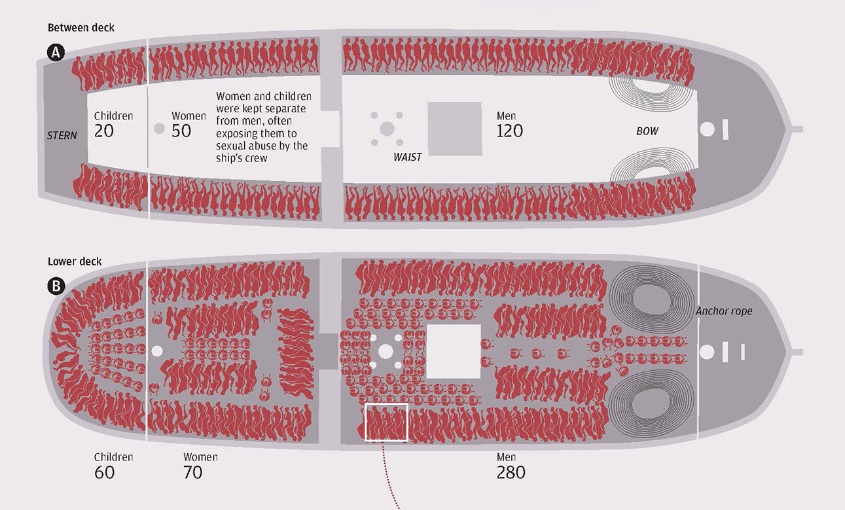 Between deck
A
STERN
Children
20
Women
50
Women and children
were kept separate
from men, often
exposing them to
sexual abuse by the
ship's crew
WAIST
Men
120
BOW
Lower deck
B
Anchor rope
Children
60
Women
70
Men
280